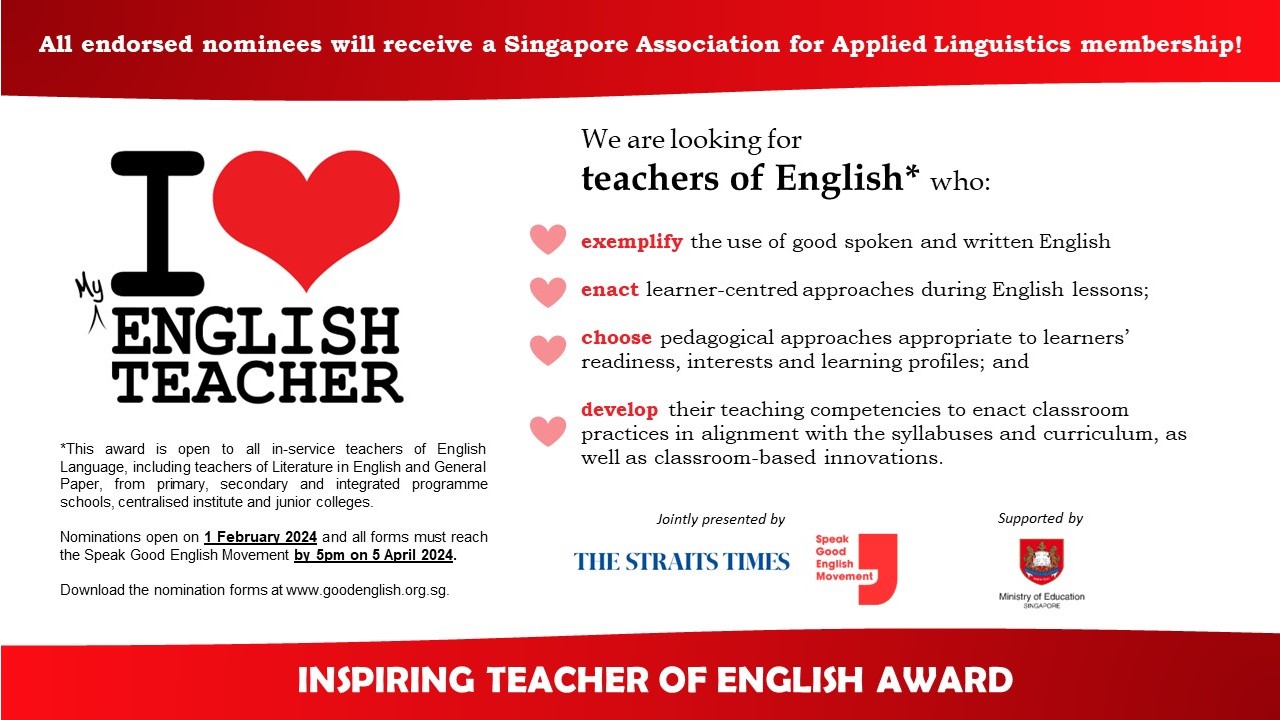 All endorsed nominees will receive a Singapore Association for Applied Linguistics membership!
I
My
ENGLISH
TEACHER
*This award is open to all in-service teachers of English
Language, including teachers of Literature in English and General
Paper, from primary, secondary and integrated programme
schools, centralised institute and junior colleges.
Nominations open on 1 February 2024 and all forms must reach
the Speak Good English Movement by 5pm on 5 April 2024.
Download the nomination forms at www.goodenglish.org.sg.
We are looking for
teachers of English* who:
exemplify the use of good spoken and written English
enact learner-centred approaches during English lessons;
choose pedagogical approaches appropriate to learners’
readiness, interests and learning profiles; and
develop their teaching competencies to enact classroom
practices in alignment with the syllabuses and curriculum, as
well as classroom-based innovations.
Jointly presented by
THE STRAITS TIMES
Speak
Good
English
Movement
Supported by
Ministry of Education
SINGAPORE
INSPIRING TEACHER OF ENGLISH AWARD